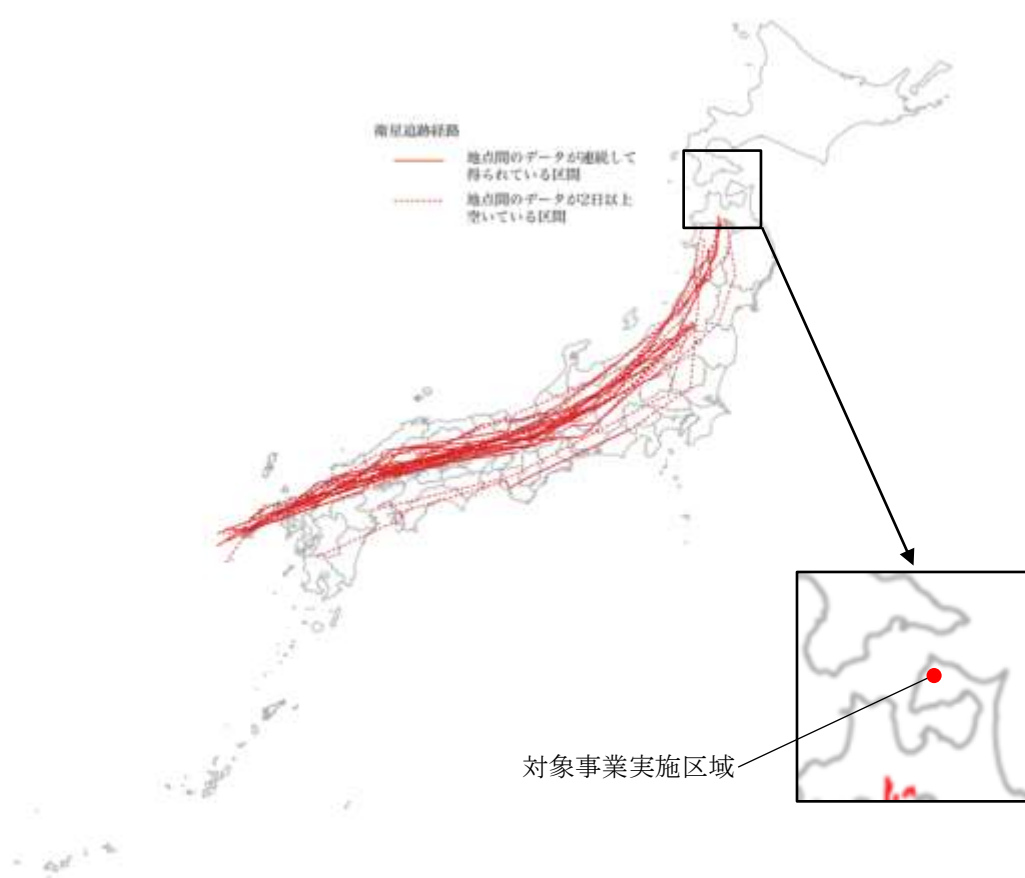 衛星追跡経路
地点間のデータが連続して
得られている区間
地点間のデータが2日以上
空いている区間
対象事業実施区域